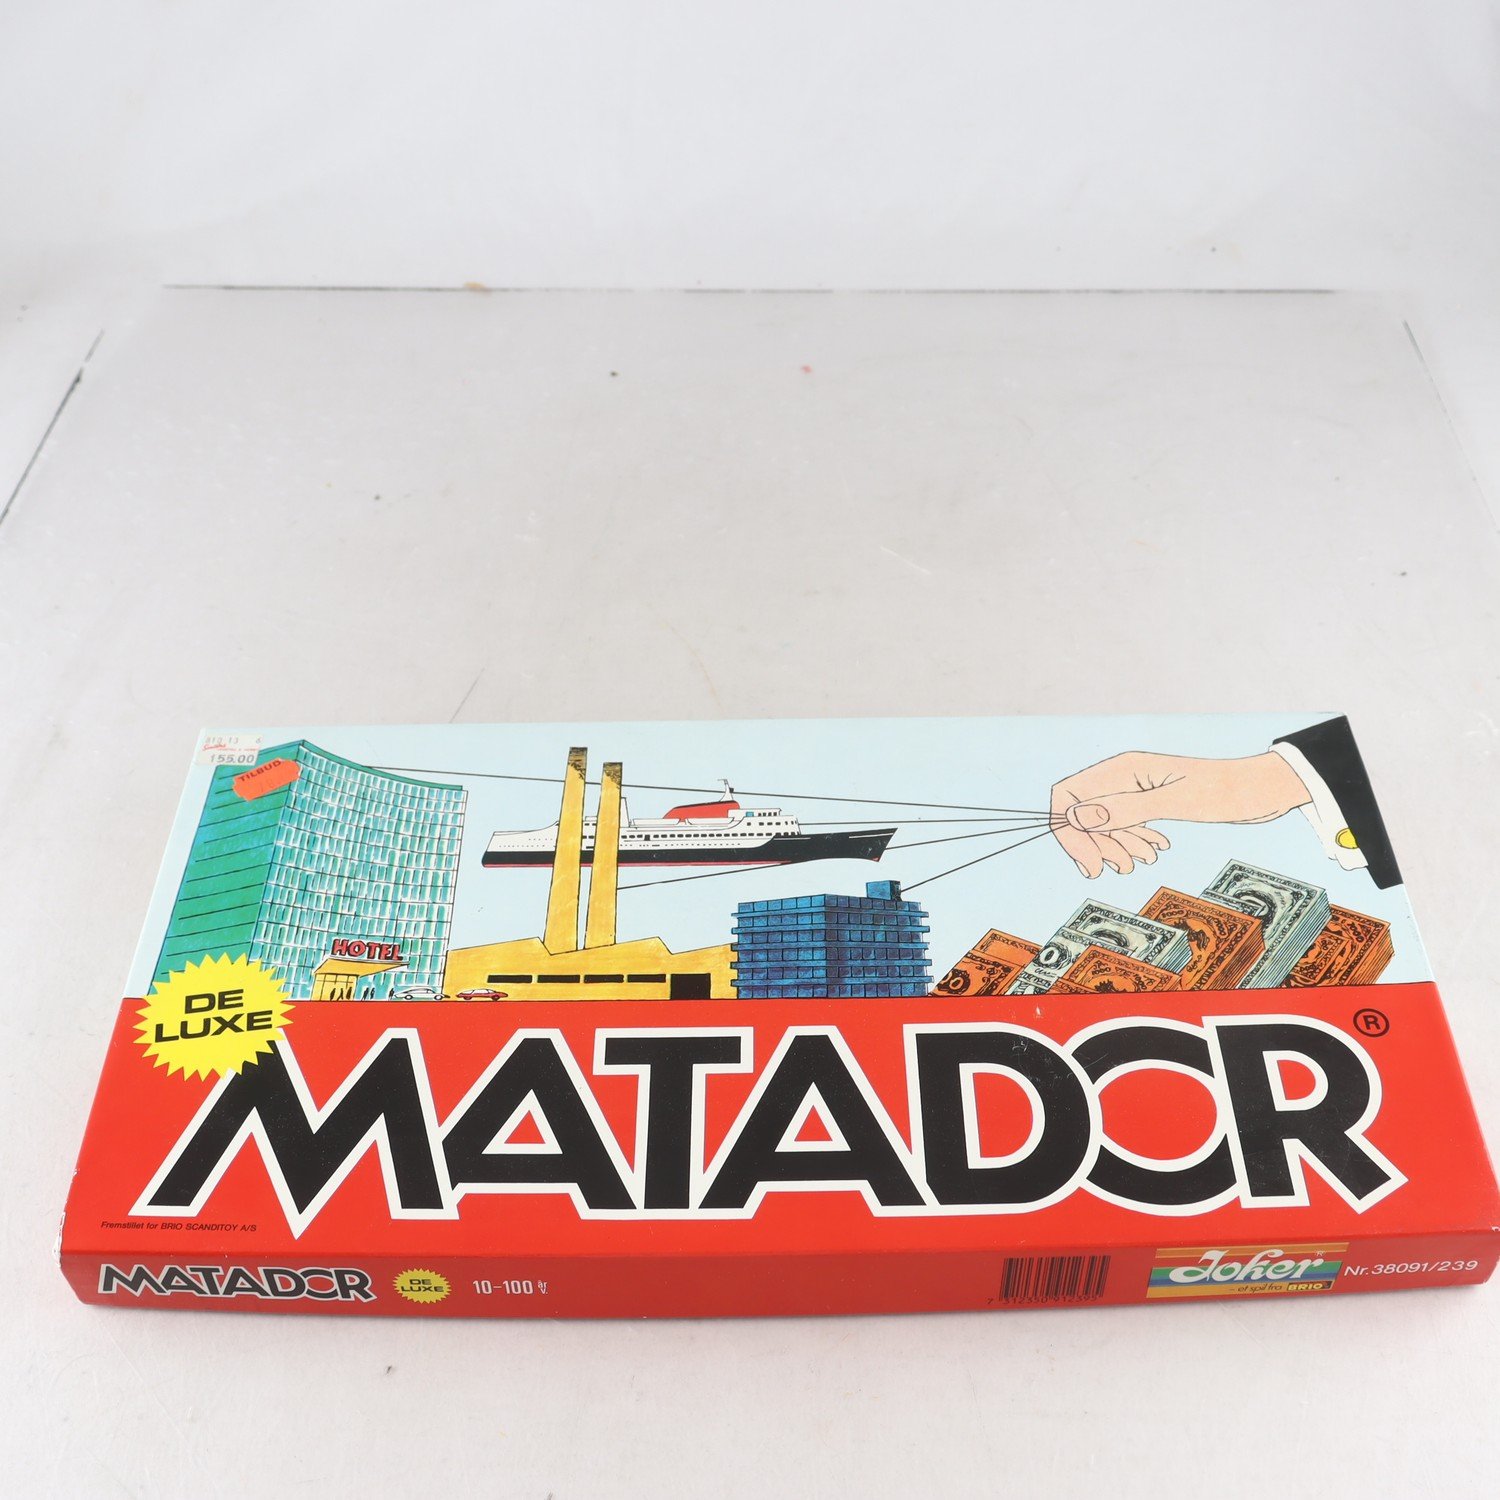 155.00
TILBUD
HOTEL
DE
LUXE
MATADOR®
Fremstillet for BRIO SCANDITOY A/S
MATADOR
DE
LUXE
10-100 år
Joker
- et spil fra BRIO
Nr. 38091/239